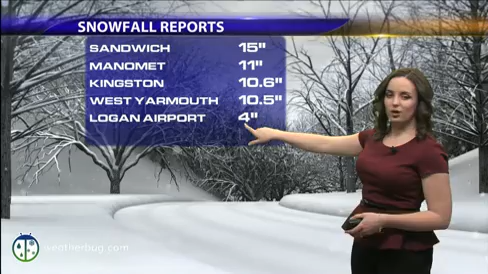 SNOWFALL REPORTS
SANDWICH 15"
MANOMET 11"
KINGSTON 10.6"
WEST YARMOUTH 10.5"
LOGAN AIRPORT 4"
weatherbug.com